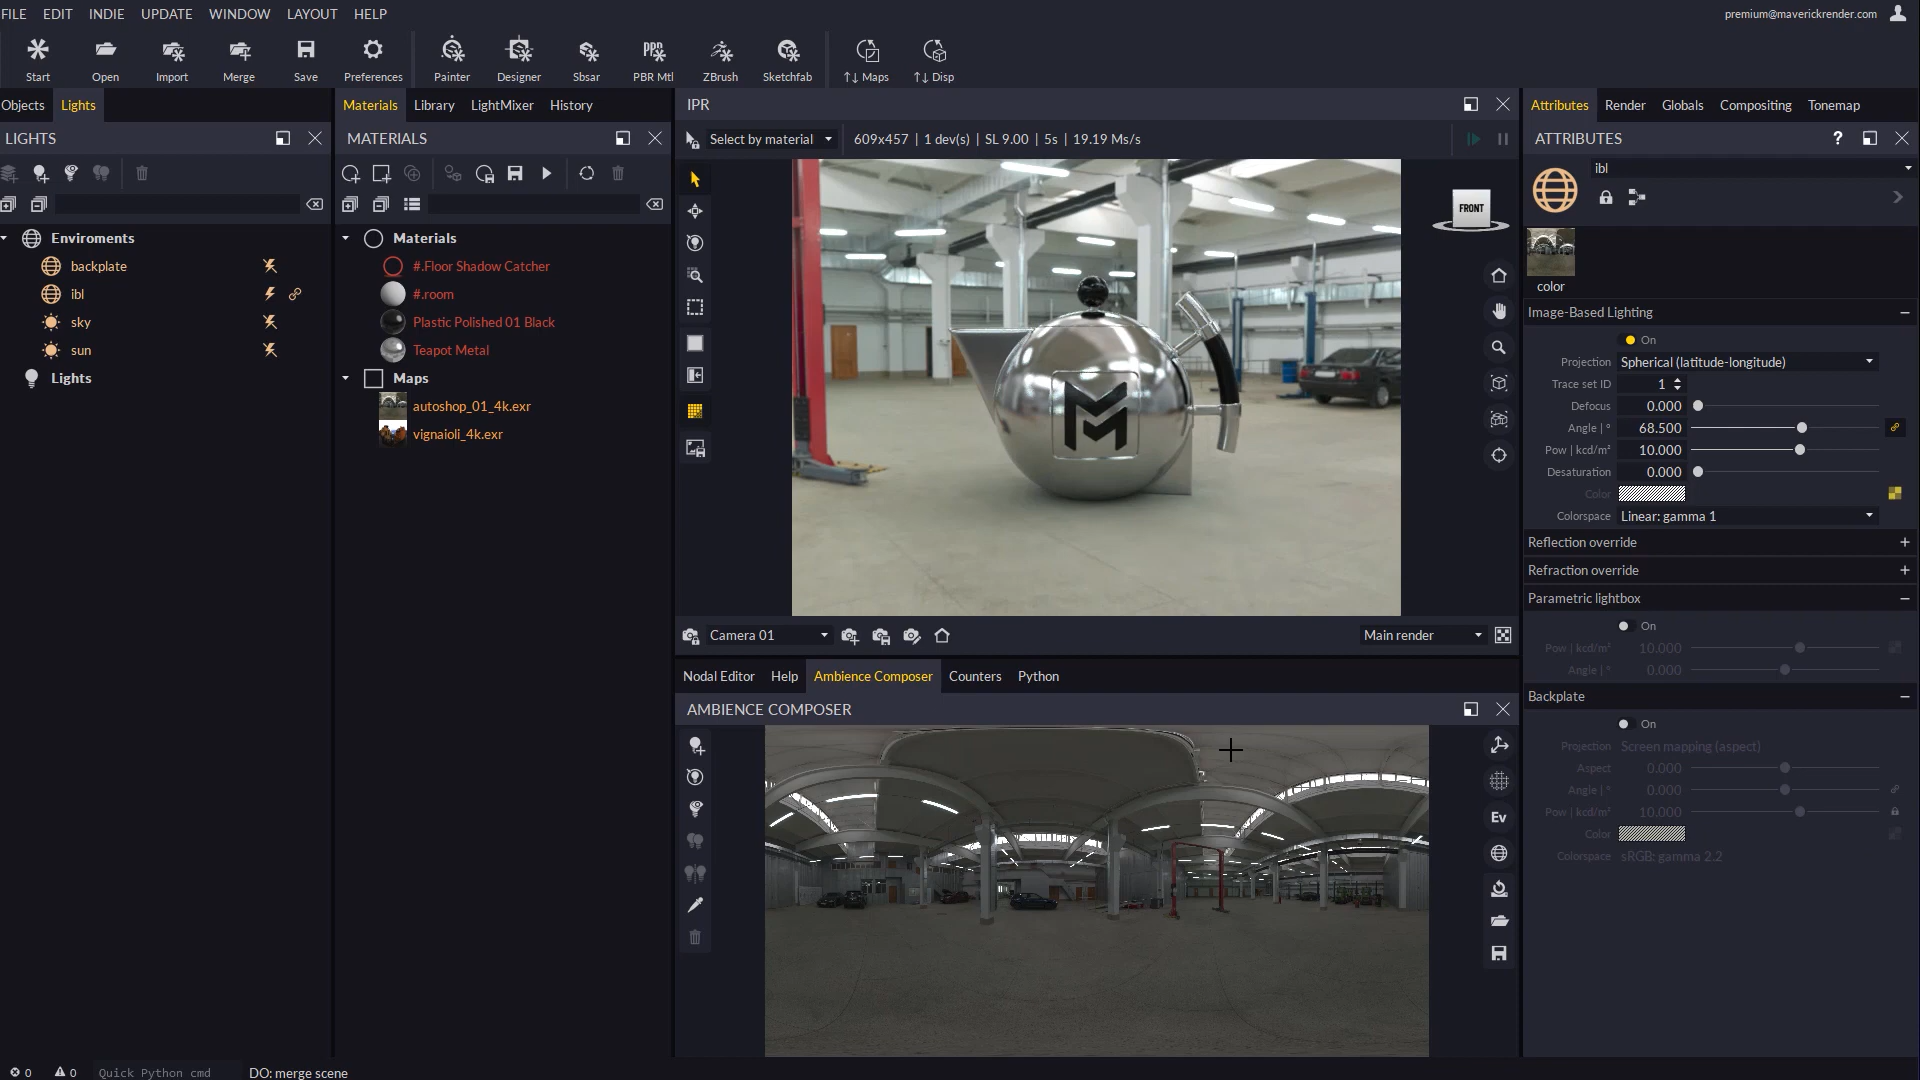 FILE EDIT INDIE UPDATE WINDOW LAYOUT HELP premium@maverickrender.com
Start Open Import Merge Save Preferences Painter Designer Sbsar PBR Mtl ZBrush Sketchfab ↑↓ Maps ↑↓ Disp
PBR
Objects Lights
LIGHTS
Enviroments
backplate
ibl
sky
sun
Lights
Materials Library LightMixer History
MATERIALS
Materials
#.Floor Shadow Catcher
#.room
Plastic Polished 01 Black
Teapot Metal
Maps
autoshop_01_4k.exr
vignaioli_4k.exr
IPR
Select by material 609x457 | 1 dev(s) | SL 9.00 | 5s | 19.19 Ms/s
FRONT
M
Camera 01 Main render
Nodal Editor Help Ambience Composer Counters Python
AMBIENCE COMPOSER
Ev
Attributes Render Globals Compositing Tonemap
ATTRIBUTES ?
ibl
color
Image-Based Lighting
On
Projection Spherical (latitude-longitude)
Trace set ID 1
Defocus 0.000
Angle | ° 68.500
Pow | kcd/m² 10.000
Desaturation 0.000
Color
Colorspace Linear: gamma 1
Reflection override
Refraction override
Parametric lightbox
On
Pow | kcd/m² 10.000
Angle | ° 0.000
Backplate
On
Projection Screen mapping (aspect)
Aspect 0.000
Angle | ° 0.000
Pow | kcd/m² 10.000
Color
Colorspace sRGB: gamma 2.2
0 0 Quick Python cmd DO: merge scene